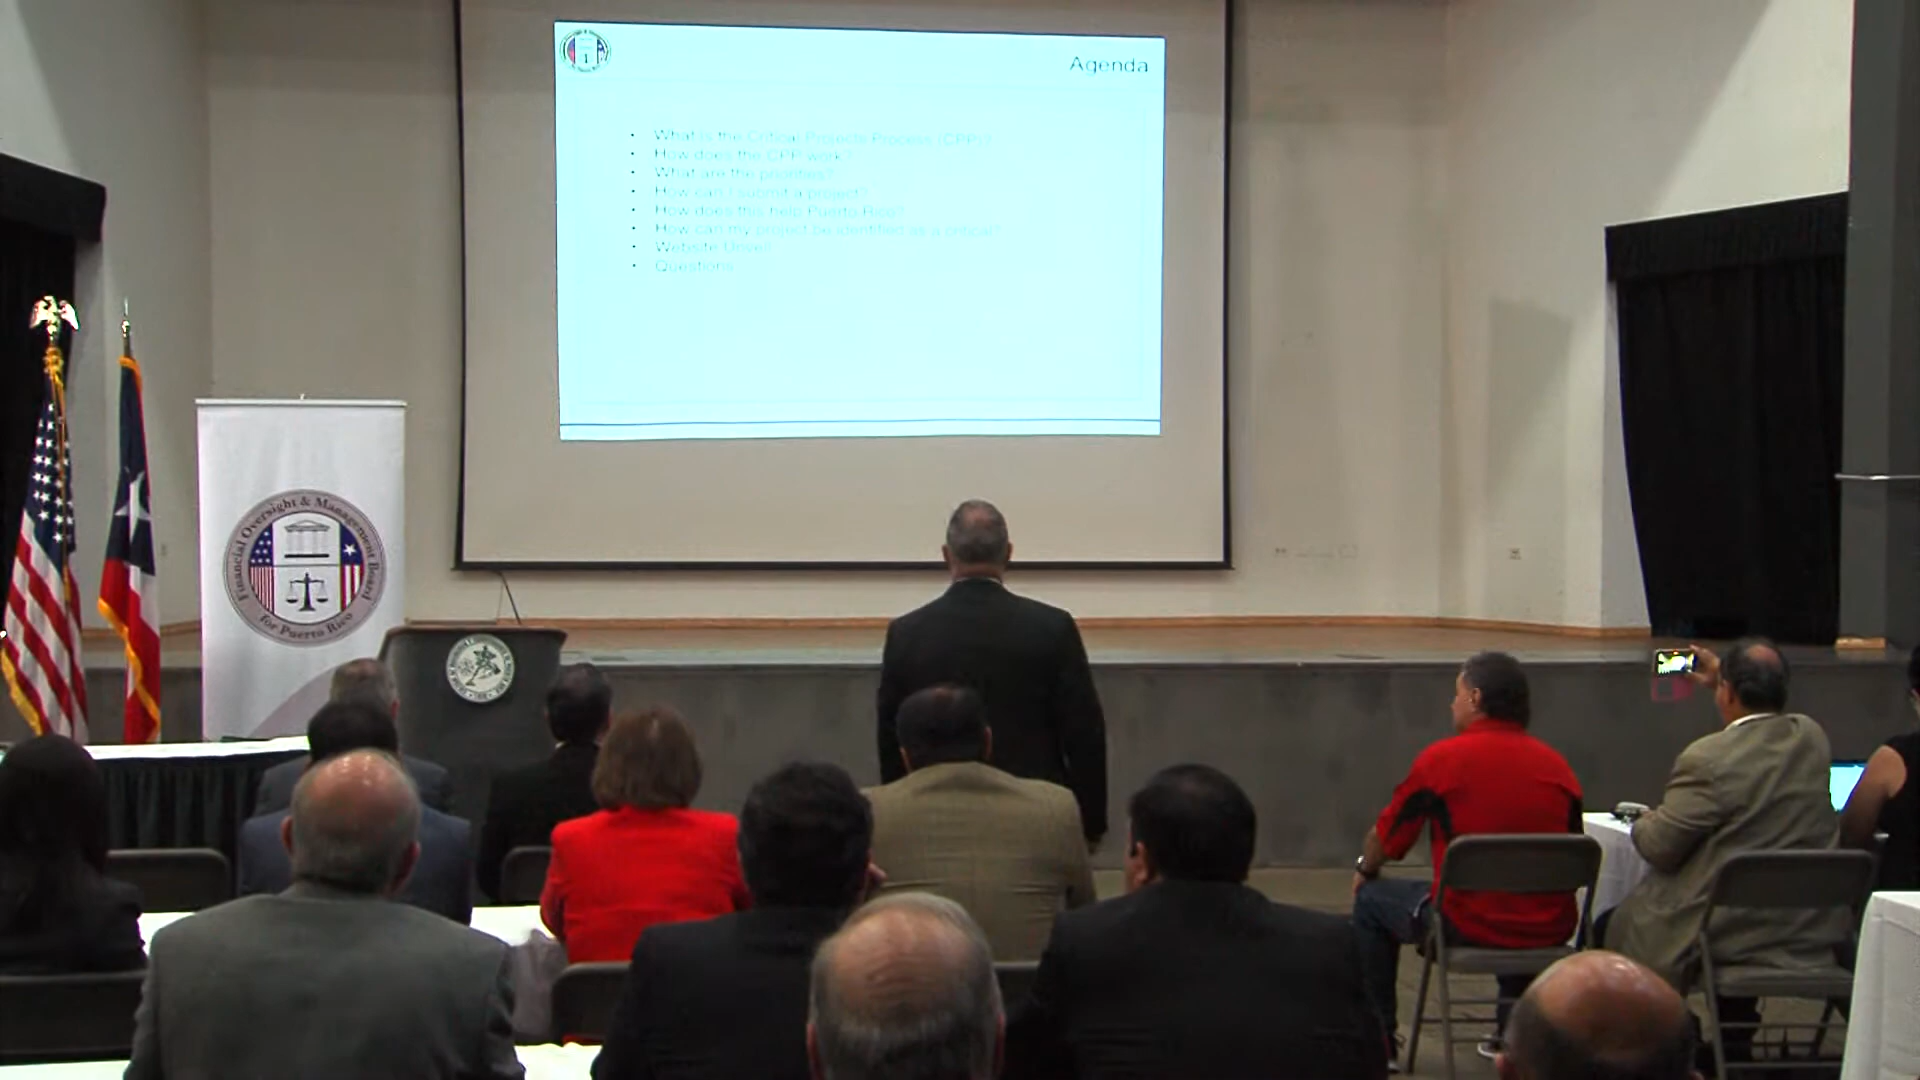 Agenda
• What is the Critical Projects Process (CPP)?
• How does the CPP work?
• What are the priorities?
• How can I submit a project?
• How does this help Puerto Rico?
• How can my project be identified as a critical?
• Website
• Questions
Financial Oversight & Management Board
for Puerto Rico